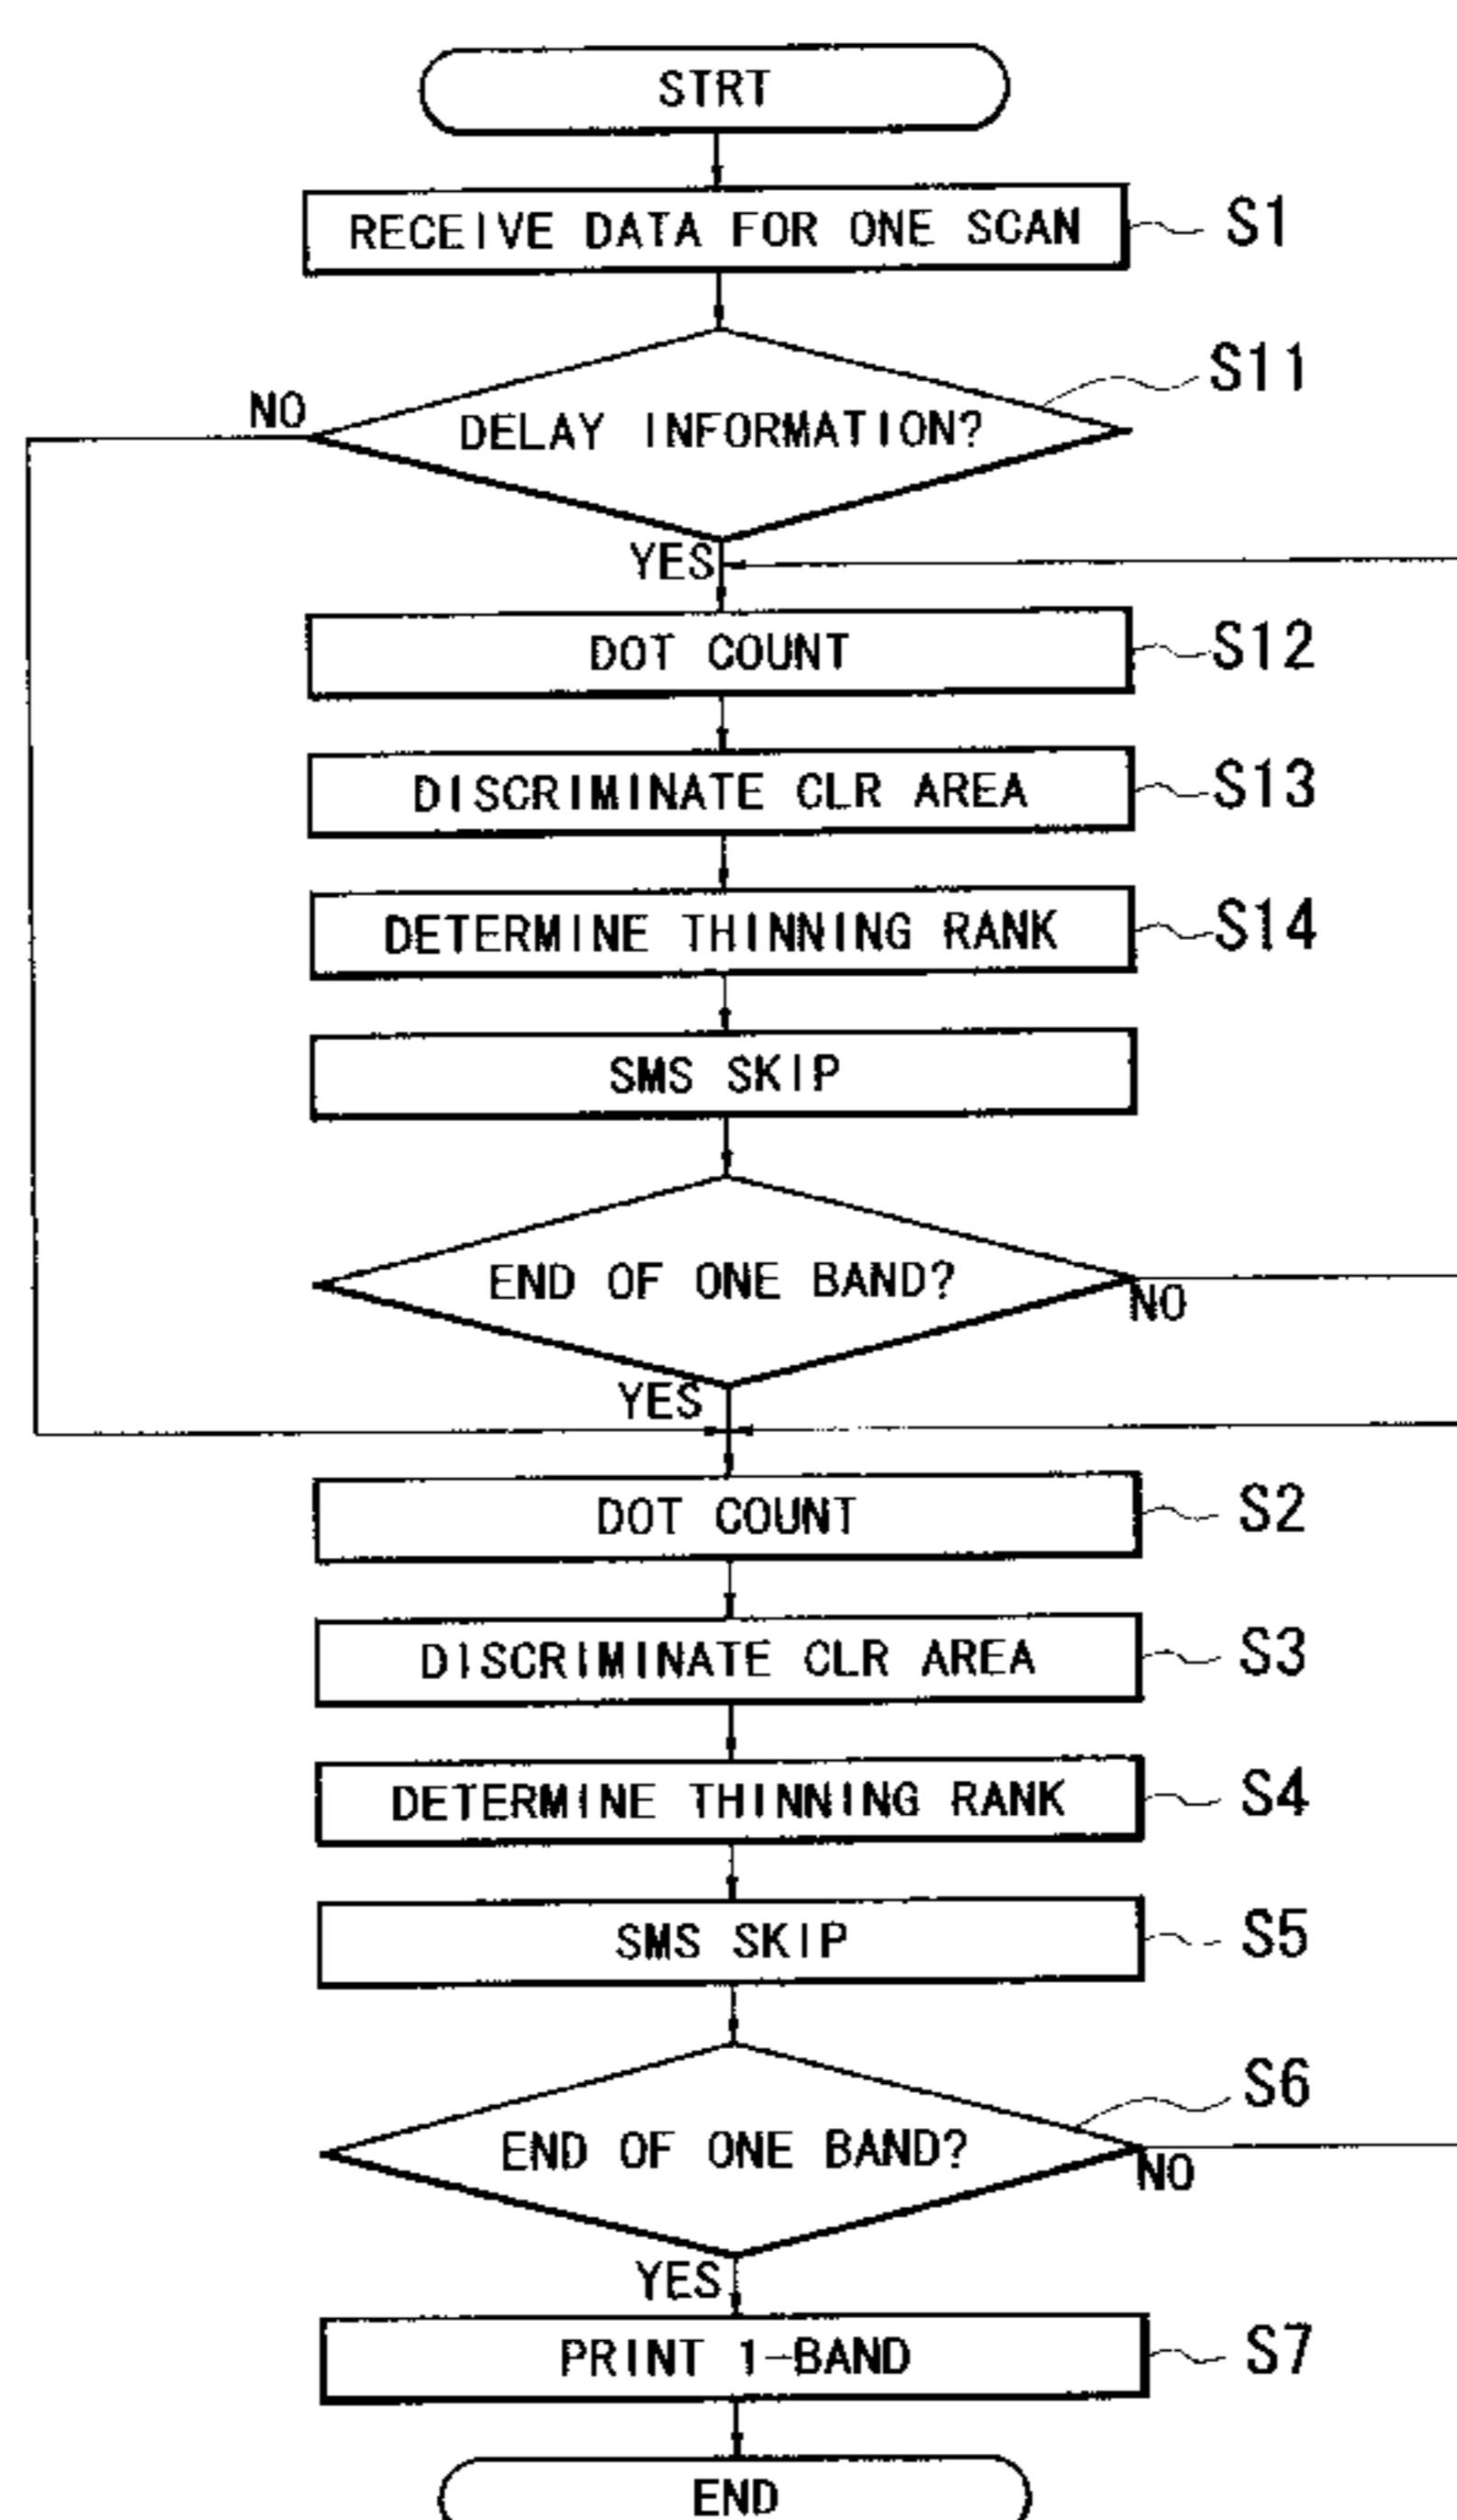 STRT
RECEIVE DATA FOR ONE SCAN S1
S11
NO
DELAY INFORMATION?
YES
DOT COUNT S12
DISCRIMINATE CLR AREA S13
DETERMINE THINNING RANK S14
SMS SKIP
END OF ONE BAND?
NO
YES
DOT COUNT S2
DISCRIMINATE CLR AREA S3
DETERMINE THINNING RANK S4
SMS SKIP S5
S6
END OF ONE BAND?
NO
YES
PRINT 1-BAND S7
END